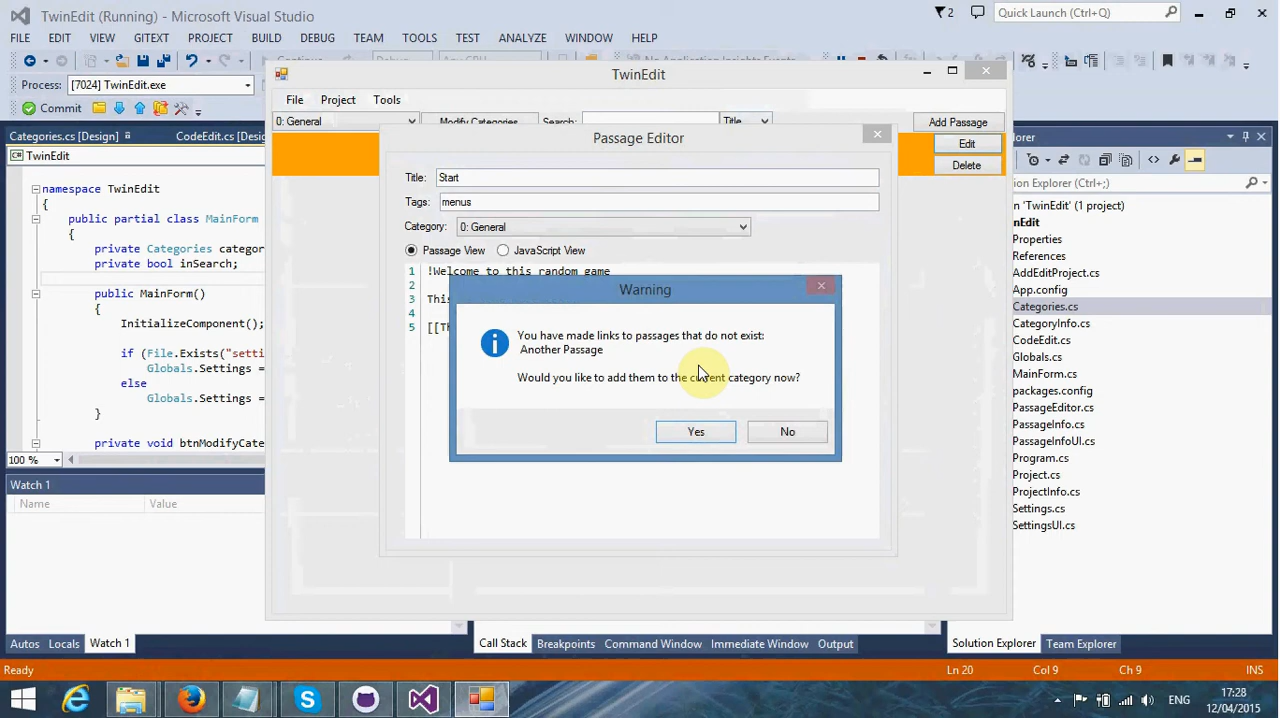 TwinEdit (Running) - Microsoft Visual Studio
2
Quick Launch (Ctrl+Q)
FILE EDIT VIEW GITEXT PROJECT BUILD DEBUG TEAM TOOLS TEST ANALYZE WINDOW HELP
Process: [7024] TwinEdit.exe
Commit
Categories.cs [Design] CodeEdit.cs [Desig
TwinEdit
namespace TwinEdit
{
public partial class MainForm
{
private Categories categor
private bool inSearch;
public MainForm()
{
InitializeComponent();
if (File.Exists("setti
Globals.Settings =
else
Globals.Settings =
}
private void btnModifyCate
100 %
Watch 1
Name Value
Autos Locals Watch 1
TwinEdit
File Project Tools
0: General Modify Categories Search: Title Add Passage
Edit
Delete
Passage Editor
Title: Start
Tags: menus
Category: 0: General
Passage View JavaScript View
1 !Welcome to this random game
2
3 This
4
5 [[Th
Warning
You have made links to passages that do not exist:
Another Passage
Would you like to add them to the current category now?
Yes No
Call Stack Breakpoints Command Window Immediate Window Output
lorer
ion Explorer (Ctrl+;)
n 'TwinEdit' (1 project)
nEdit
Properties
References
AddEditProject.cs
App.config
Categories.cs
CategoryInfo.cs
CodeEdit.cs
Globals.cs
MainForm.cs
packages.config
PassageEditor.cs
PassageInfo.cs
PassageInfoUI.cs
Program.cs
Project.cs
ProjectInfo.cs
Settings.cs
SettingsUI.cs
Solution Explorer Team Explorer
Ready Ln 20 Col 9 Ch 9 INS
ENG
17:28
12/04/2015